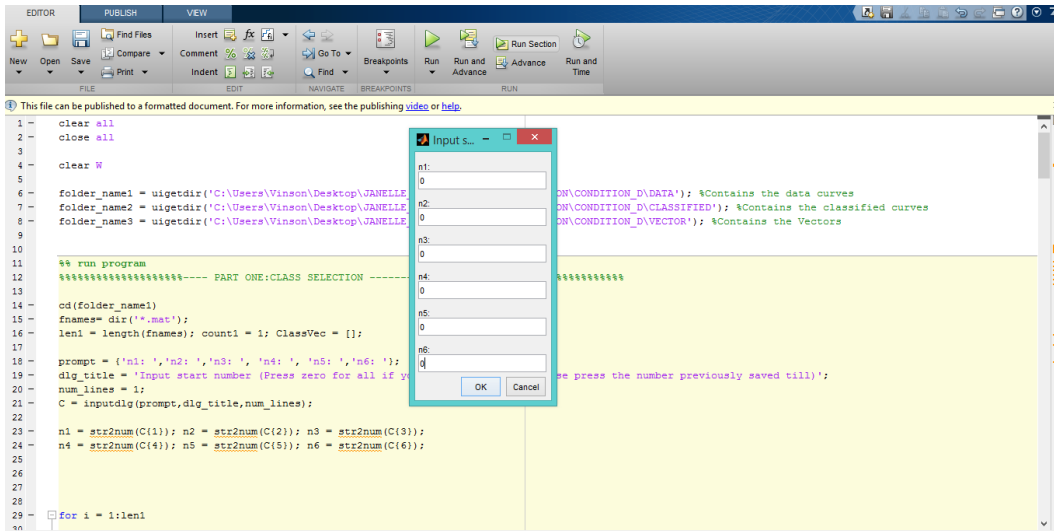 EDITOR PUBLISH VIEW
Find Files Insert fx
New Open Save Compare Comment Go To Breakpoints Run Run and Advance Run Section Advance Run and Time
Print Indent Find
FILE EDIT NAVIGATE BREAKPOINTS RUN
This file can be published to a formatted document. For more information, see the publishing video or help.
1 - clear all
2 - close all
3
4 - clear W
5
6 - folder_name1 = uigetdir('C:\Users\Vinson\Desktop\JANELLE_ ON\CONDITION_D\DATA'); %Contains the data curves
7 - folder_name2 = uigetdir('C:\Users\Vinson\Desktop\JANELLE_ ON\CONDITION_D\CLASSIFIED'); %Contains the classified curves
8 - folder_name3 = uigetdir('C:\Users\Vinson\Desktop\JANELLE_ ON\CONDITION_D\VECTOR'); %Contains the Vectors
9
10
11 %% run program
12 %%%%%%%%%%%%%%%%%%%%---- PART ONE:CLASS SELECTION ------- %%%%%%%%%%%
13
14 - cd(folder_name1)
15 - fnames= dir('*.mat');
16 - len1 = length(fnames); count1 = 1; ClassVec = [];
17
18 - prompt = {'n1: ','n2: ','n3: ', 'n4: ', 'n5: ','n6: '};
19 - dlg_title = 'Input start number (Press zero for all if yo se press the number previously saved till)';
20 - num_lines = 1;
21 - C = inputdlg(prompt,dlg_title,num_lines);
22
23 - n1 = str2num(C{1}); n2 = str2num(C{2}); n3 = str2num(C{3});
24 - n4 = str2num(C{4}); n5 = str2num(C{5}); n6 = str2num(C{6});
25
26
27
28
29 - for i = 1:len1
30
Input s...
n1:
0
n2:
0
n3:
0
n4:
0
n5:
0
n6:
0
OK Cancel